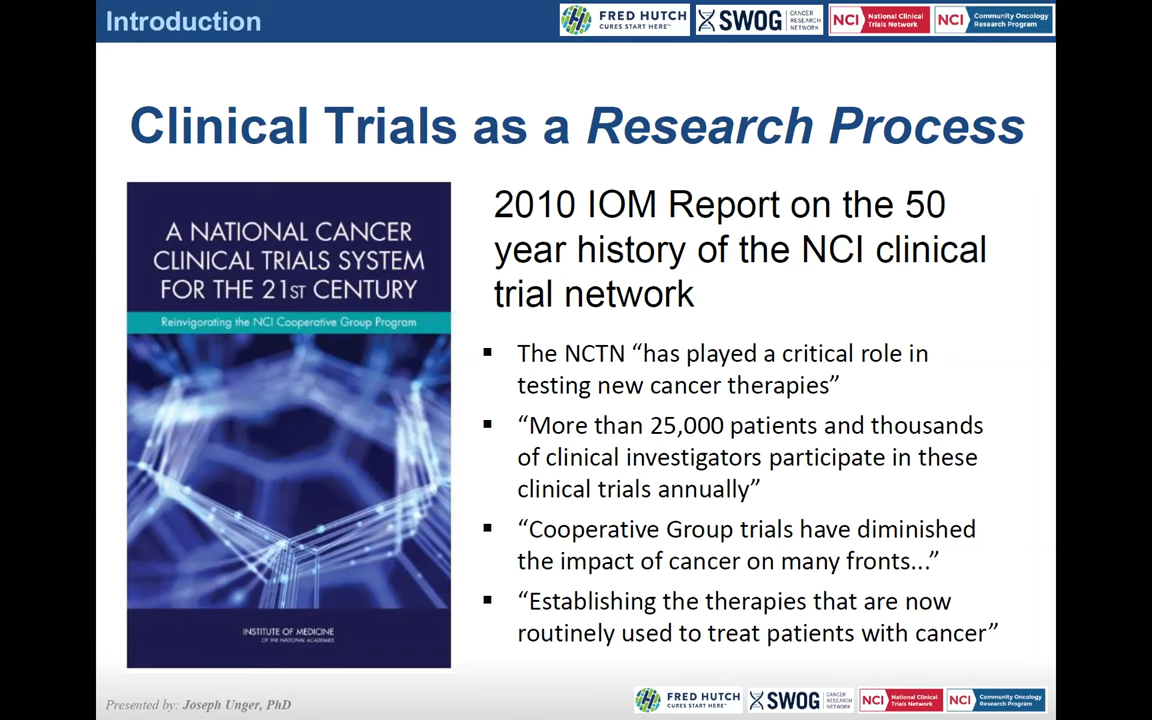 Introduction
FRED HUTCH
CURES START HERE™
SWOG
CANCER
RESEARCH
NETWORK
NCI
National Clinical
Trials Network
NCI
Community Oncology
Research Program
Clinical Trials as a Research Process
A NATIONAL CANCER
CLINICAL TRIALS SYSTEM
FOR THE 21ST CENTURY
Reinvigorating the NCI Cooperative Group Program
INSTITUTE OF MEDICINE
OF THE NATIONAL ACADEMIES
2010 IOM Report on the 50
year history of the NCI clinical
trial network
▪ The NCTN “has played a critical role in
testing new cancer therapies”
▪ “More than 25,000 patients and thousands
of clinical investigators participate in these
clinical trials annually”
▪ “Cooperative Group trials have diminished
the impact of cancer on many fronts...”
▪ “Establishing the therapies that are now
routinely used to treat patients with cancer”
Presented by: Joseph Unger, PhD
FRED HUTCH
CURES START HERE™
SWOG
CANCER
RESEARCH
NETWORK
NCI
National Clinical
Trials Network
NCI
Community Oncology
Research Program